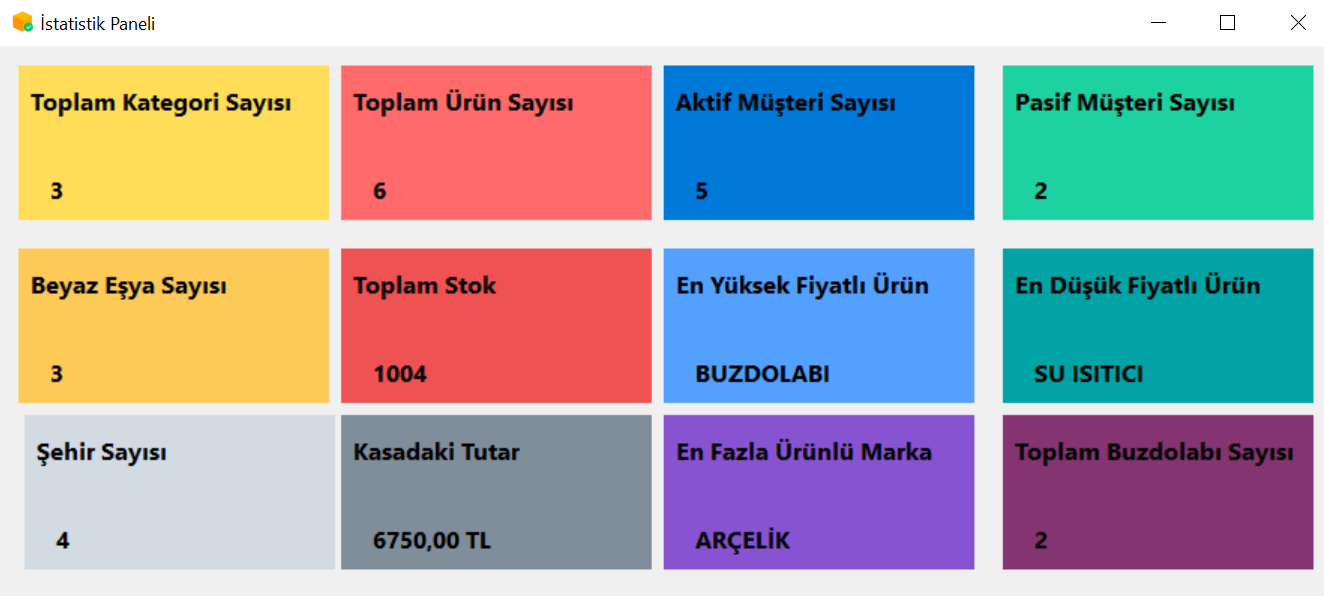 İstatistik Paneli
Toplam Kategori Sayısı
3
Toplam Ürün Sayısı
6
Aktif Müşteri Sayısı
5
Pasif Müşteri Sayısı
2
Beyaz Eşya Sayısı
3
Toplam Stok
1004
En Yüksek Fiyatlı Ürün
BUZDOLABI
En Düşük Fiyatlı Ürün
SU ISITICI
Şehir Sayısı
4
Kasadaki Tutar
6750,00 TL
En Fazla Ürünlü Marka
ARÇELİK
Toplam Buzdolabı Sayısı
2